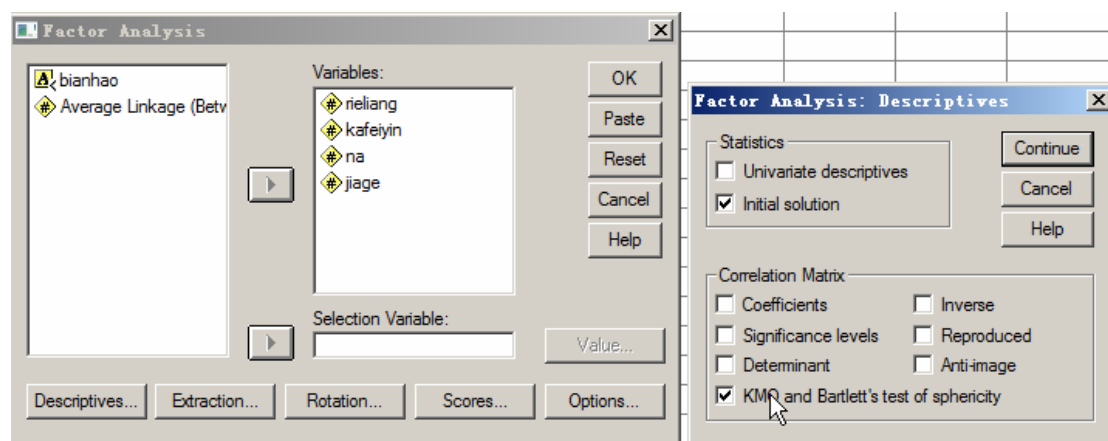 Factor Analysis
bianhao
Average Linkage (Betw
Variables:
rieliang
kafeiyin
na
jiage
Selection Variable:
OK
Paste
Reset
Cancel
Help
Value...
Descriptives... Extraction... Rotation... Scores... Options...
Factor Analysis: Descriptives
Statistics
Univariate descriptives
Initial solution
Continue
Cancel
Help
Correlation Matrix
Coefficients Inverse
Significance levels Reproduced
Determinant Anti-image
KMO and Bartlett's test of sphericity